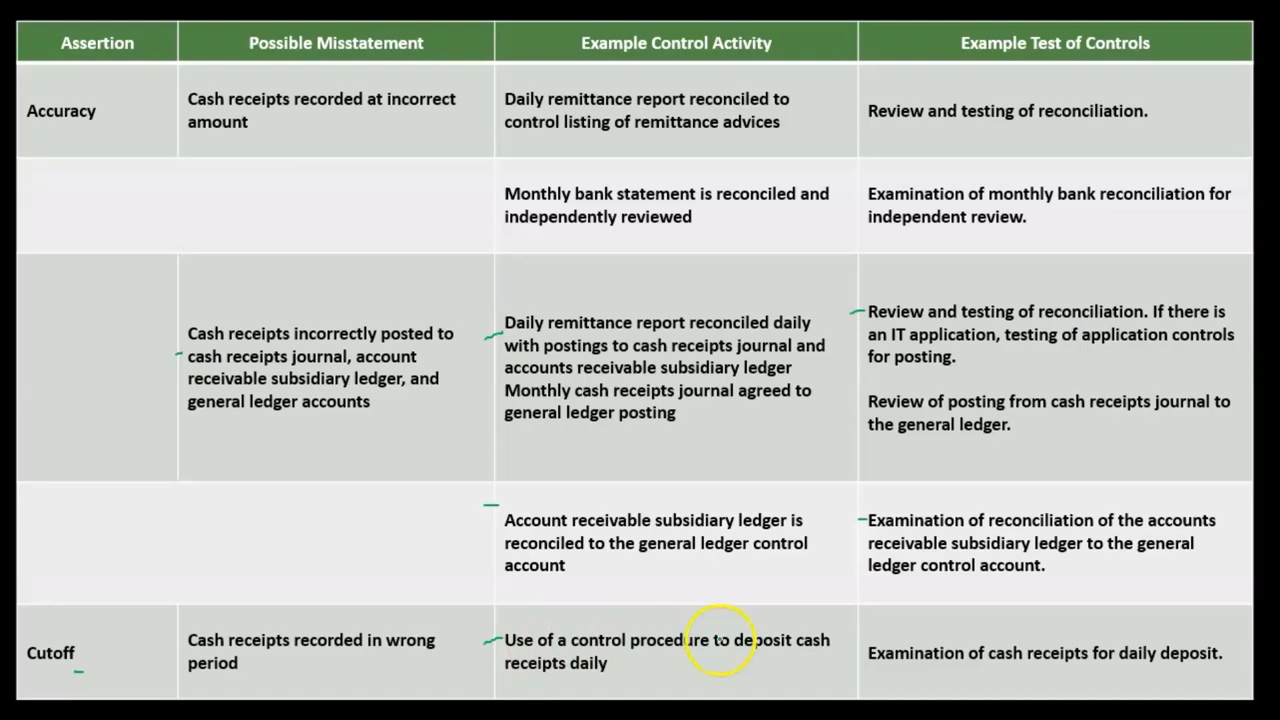 Assertion
Possible Misstatement
Example Control Activity
Example Test of Controls
Accuracy
Cash receipts recorded at incorrect
amount
Daily remittance report reconciled to
control listing of remittance advices
Review and testing of reconciliation.
Monthly bank statement is reconciled and
independently reviewed
Examination of monthly bank reconciliation for
independent review.
Cash receipts incorrectly posted to
cash receipts journal, account
receivable subsidiary ledger, and
general ledger accounts
Daily remittance report reconciled daily
with postings to cash receipts journal and
accounts receivable subsidiary ledger
Monthly cash receipts journal agreed to
general ledger posting
Review and testing of reconciliation. If there is
an IT application, testing of application controls
for posting.
Review of posting from cash receipts journal to
the general ledger.
Account receivable subsidiary ledger is
reconciled to the general ledger control
account
Examination of reconciliation of the accounts
receivable subsidiary ledger to the general
ledger control account.
Cutoff
Cash receipts recorded in wrong
period
Use of a control procedure to deposit cash
receipts daily
Examination of cash receipts for daily deposit.